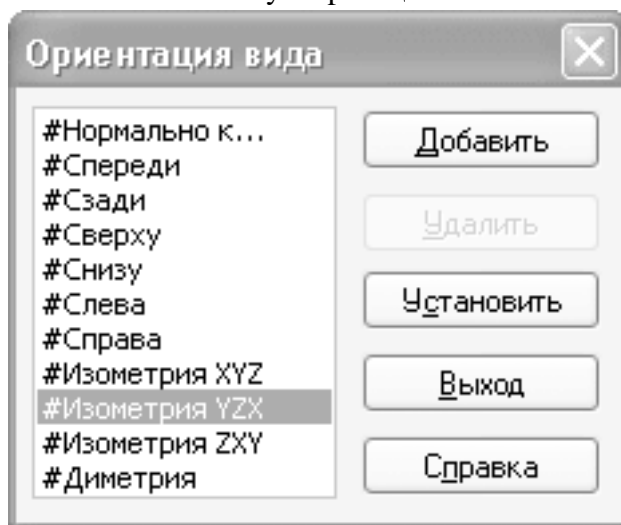 Ориентация вида
#Нормально к...
#Спереди
#Сзади
#Сверху
#Снизу
#Слева
#Справа
#Изометрия XYZ
#Изометрия YZX
#Изометрия ZXY
#Диметрия
Добавить
Удалить
Установить
Выход
Справка